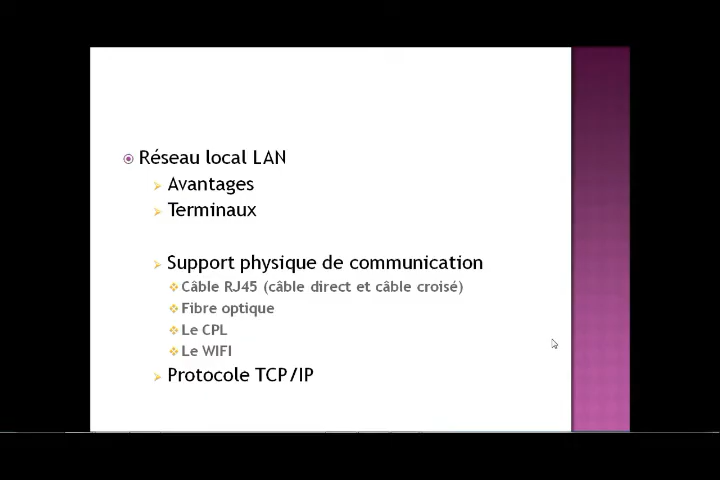 Réseau local LAN
Avantages
Terminaux
Support physique de communication
Câble RJ45 (câble direct et câble croisé)
Fibre optique
Le CPL
Le WIFI
Protocole TCP/IP